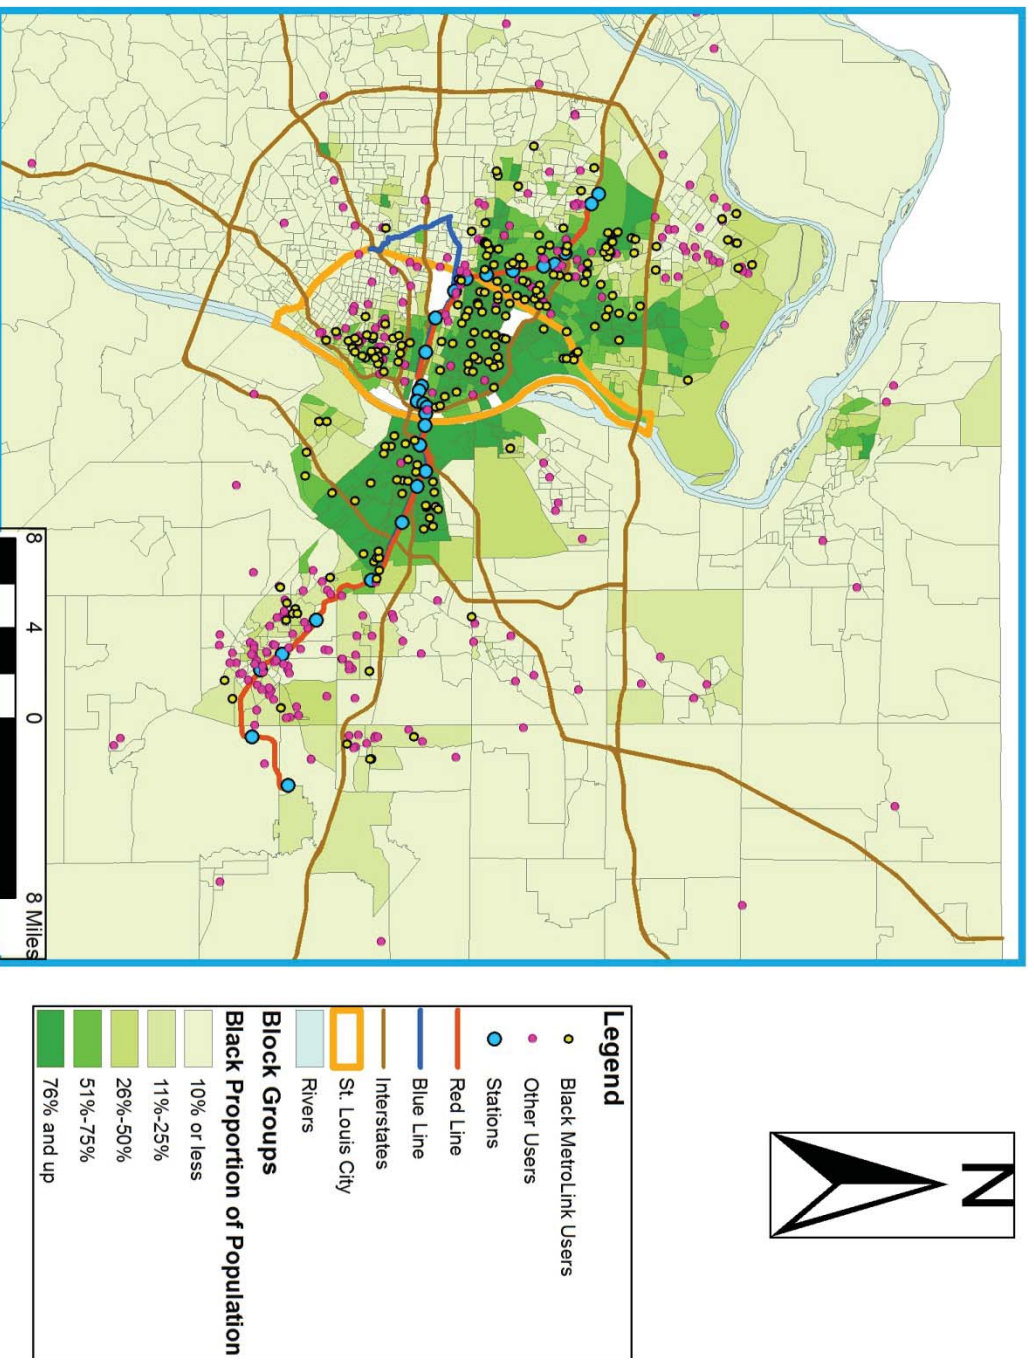 N
Legend
Black MetroLink Users
Other Users
Stations
Red Line
Blue Line
Interstates
St. Louis City
Rivers
Block Groups
Black Proportion of Population
10% or less
11%-25%
26%-50%
51%-75%
76% and up
8 4 0 8 Miles